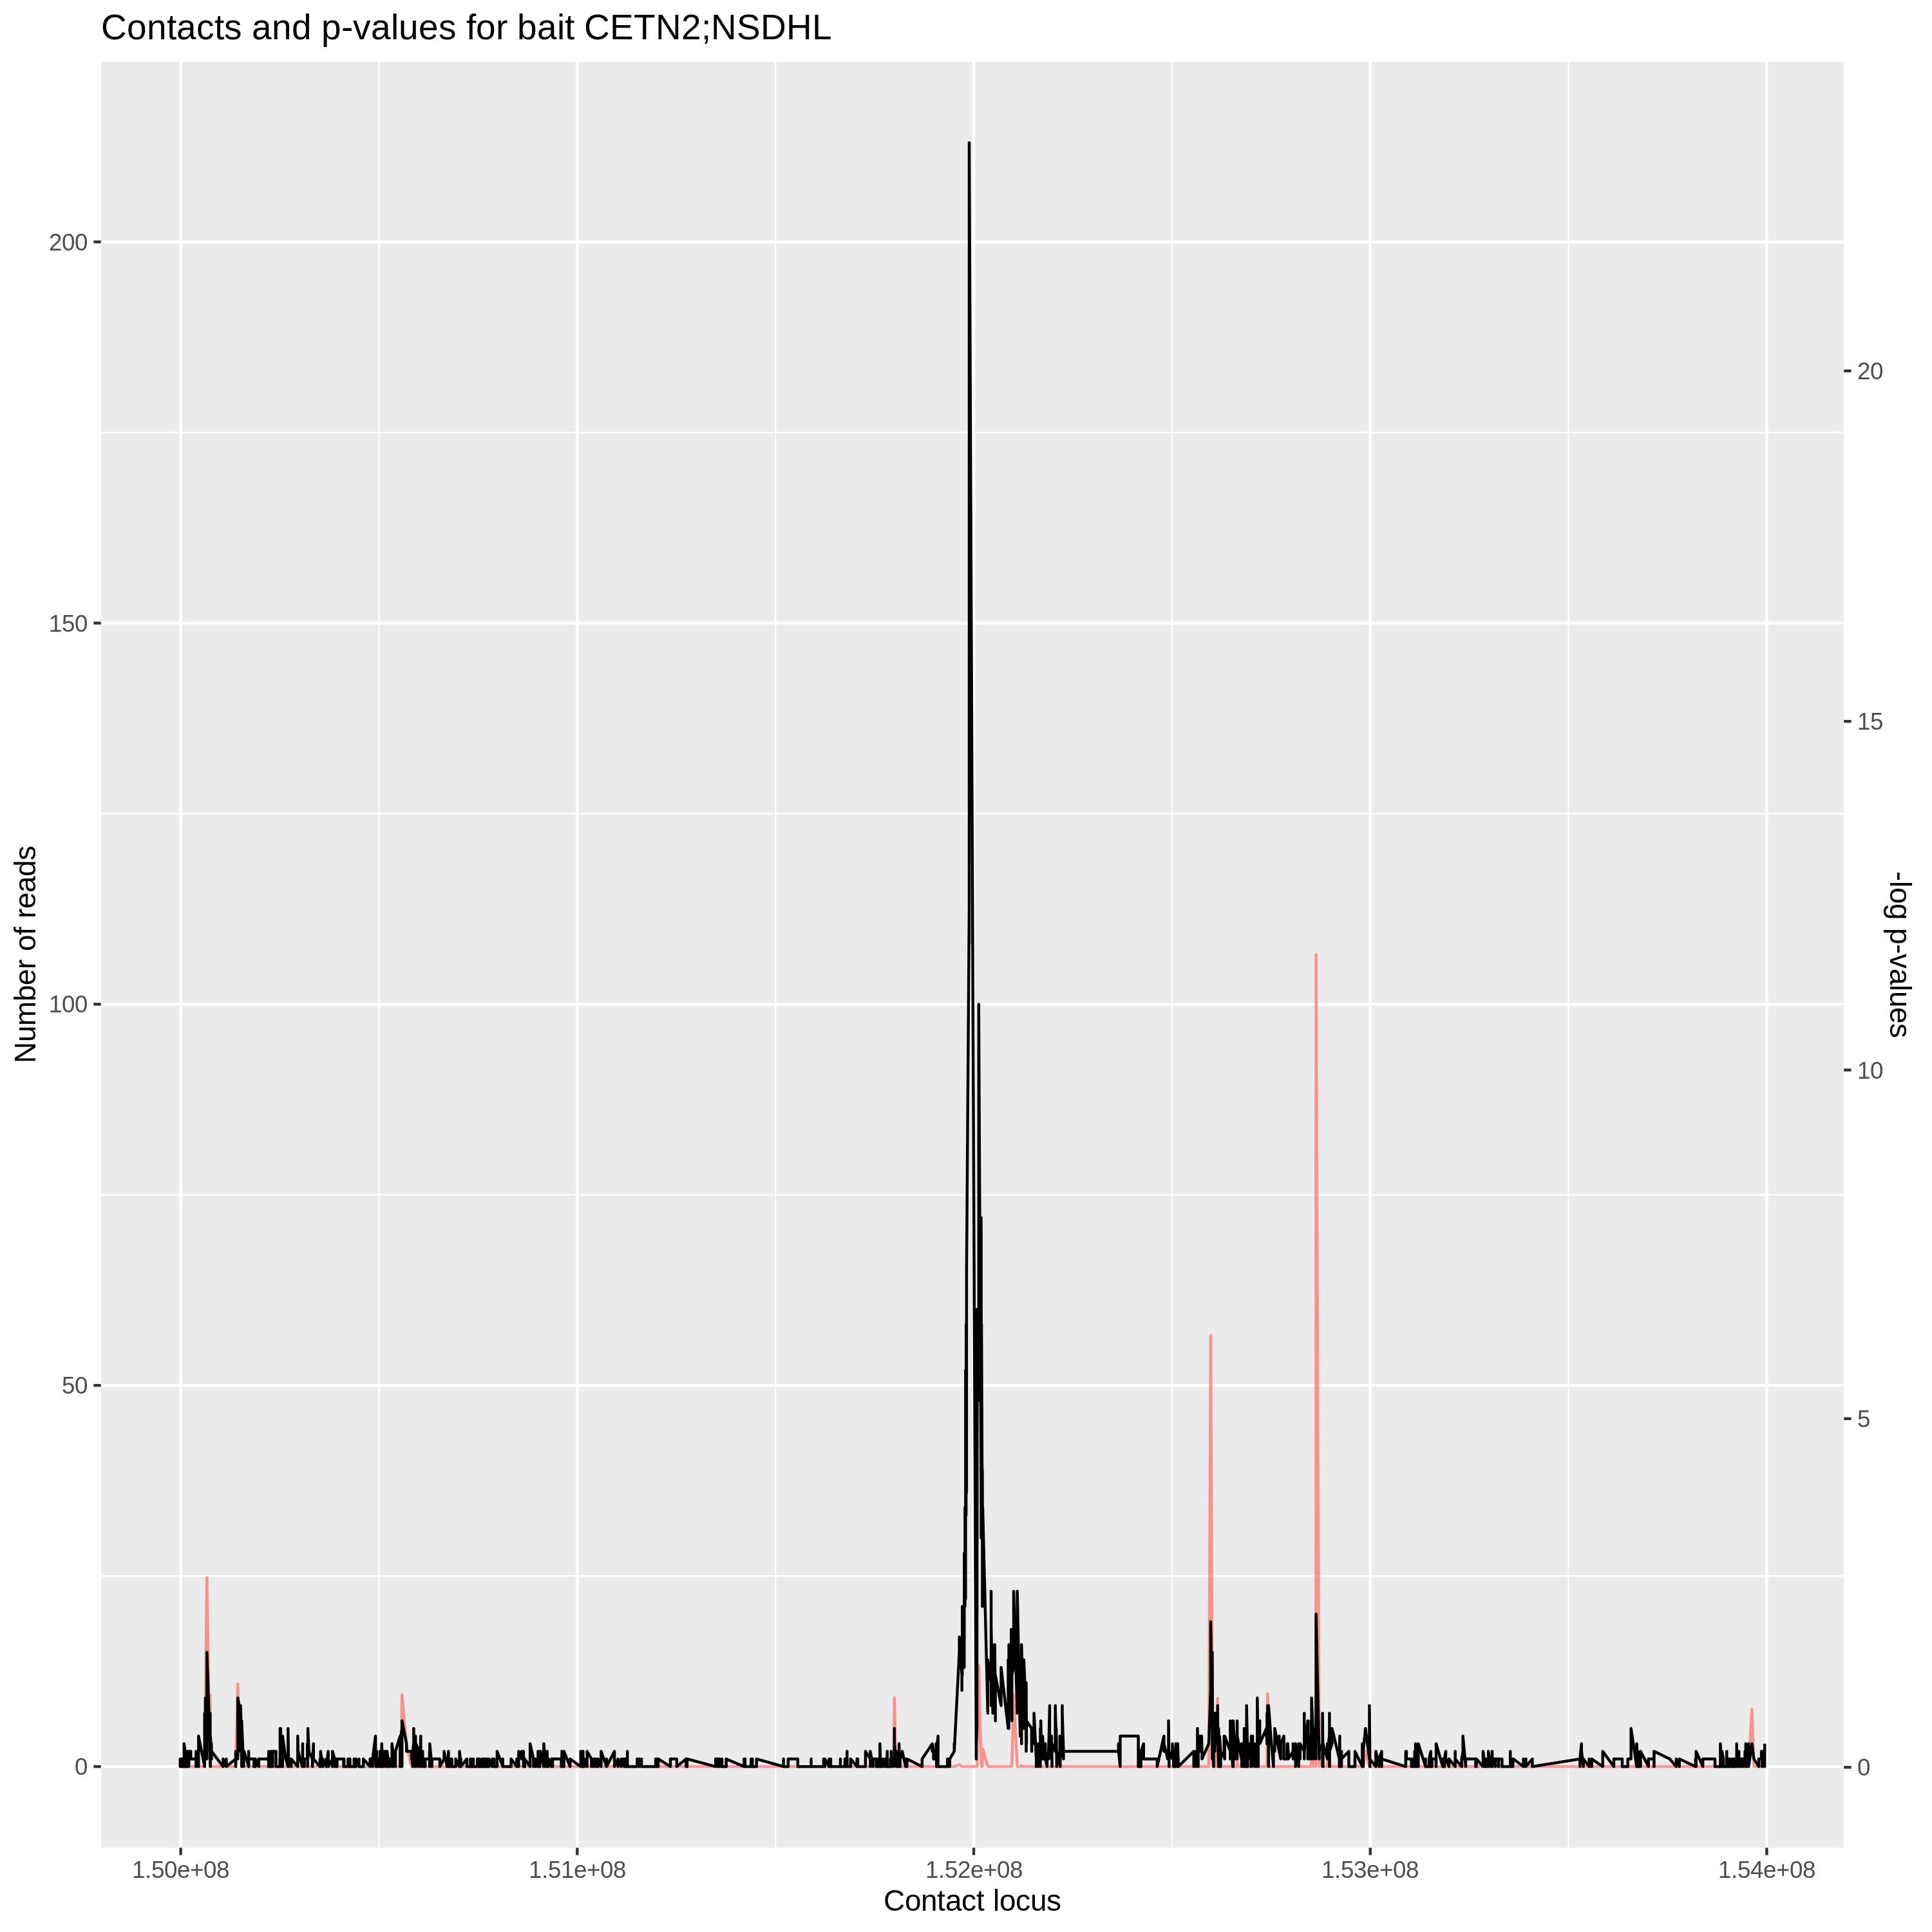 Contacts and p-values for bait CETN2;NSDHL
Number of reads
200
150
100
50
0
20
15
10
5
0
-log p-values
1.50e+08
1.51e+08
1.52e+08
1.53e+08
1.54e+08
Contact locus